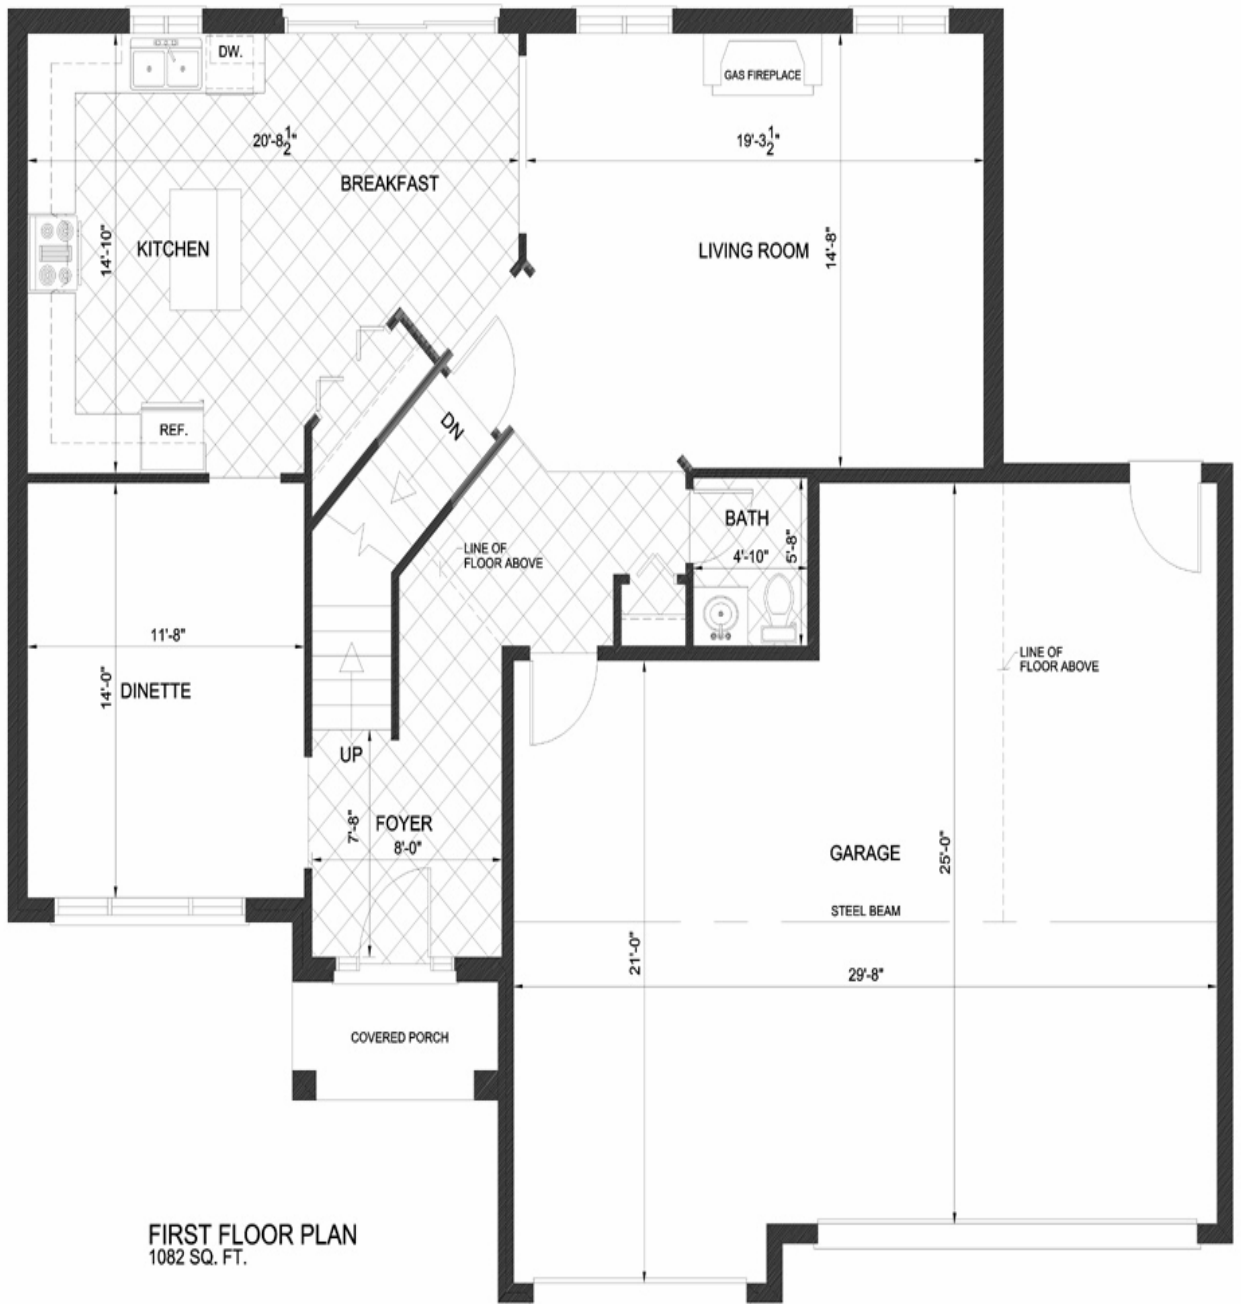 DW.
GAS FIREPLACE
20'-8 1/2"
19'-3 1/2"
BREAKFAST
KITCHEN
14'-10"
LIVING ROOM
14'-8"
REF.
DN
BATH
4'-10"
5'-8"
LINE OF
FLOOR ABOVE
11'-8"
14'-0"
DINETTE
LINE OF
FLOOR ABOVE
UP
7'-8"
FOYER
8'-0"
GARAGE
25'-0"
STEEL BEAM
21'-0"
29'-8"
COVERED PORCH
FIRST FLOOR PLAN
1082 SQ. FT.